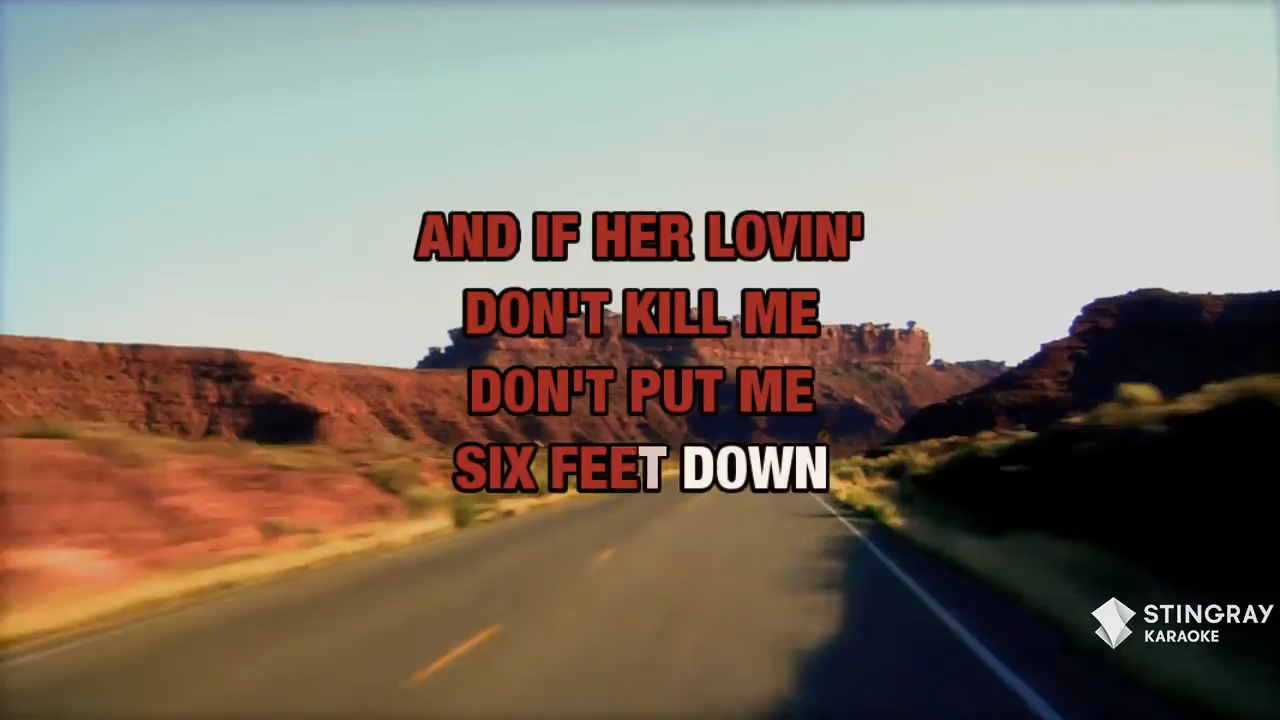 AND IF HER LOVIN'
DON'T KILL ME
DON'T PUT ME
SIX FEET DOWN
STINGRAY
KARAOKE